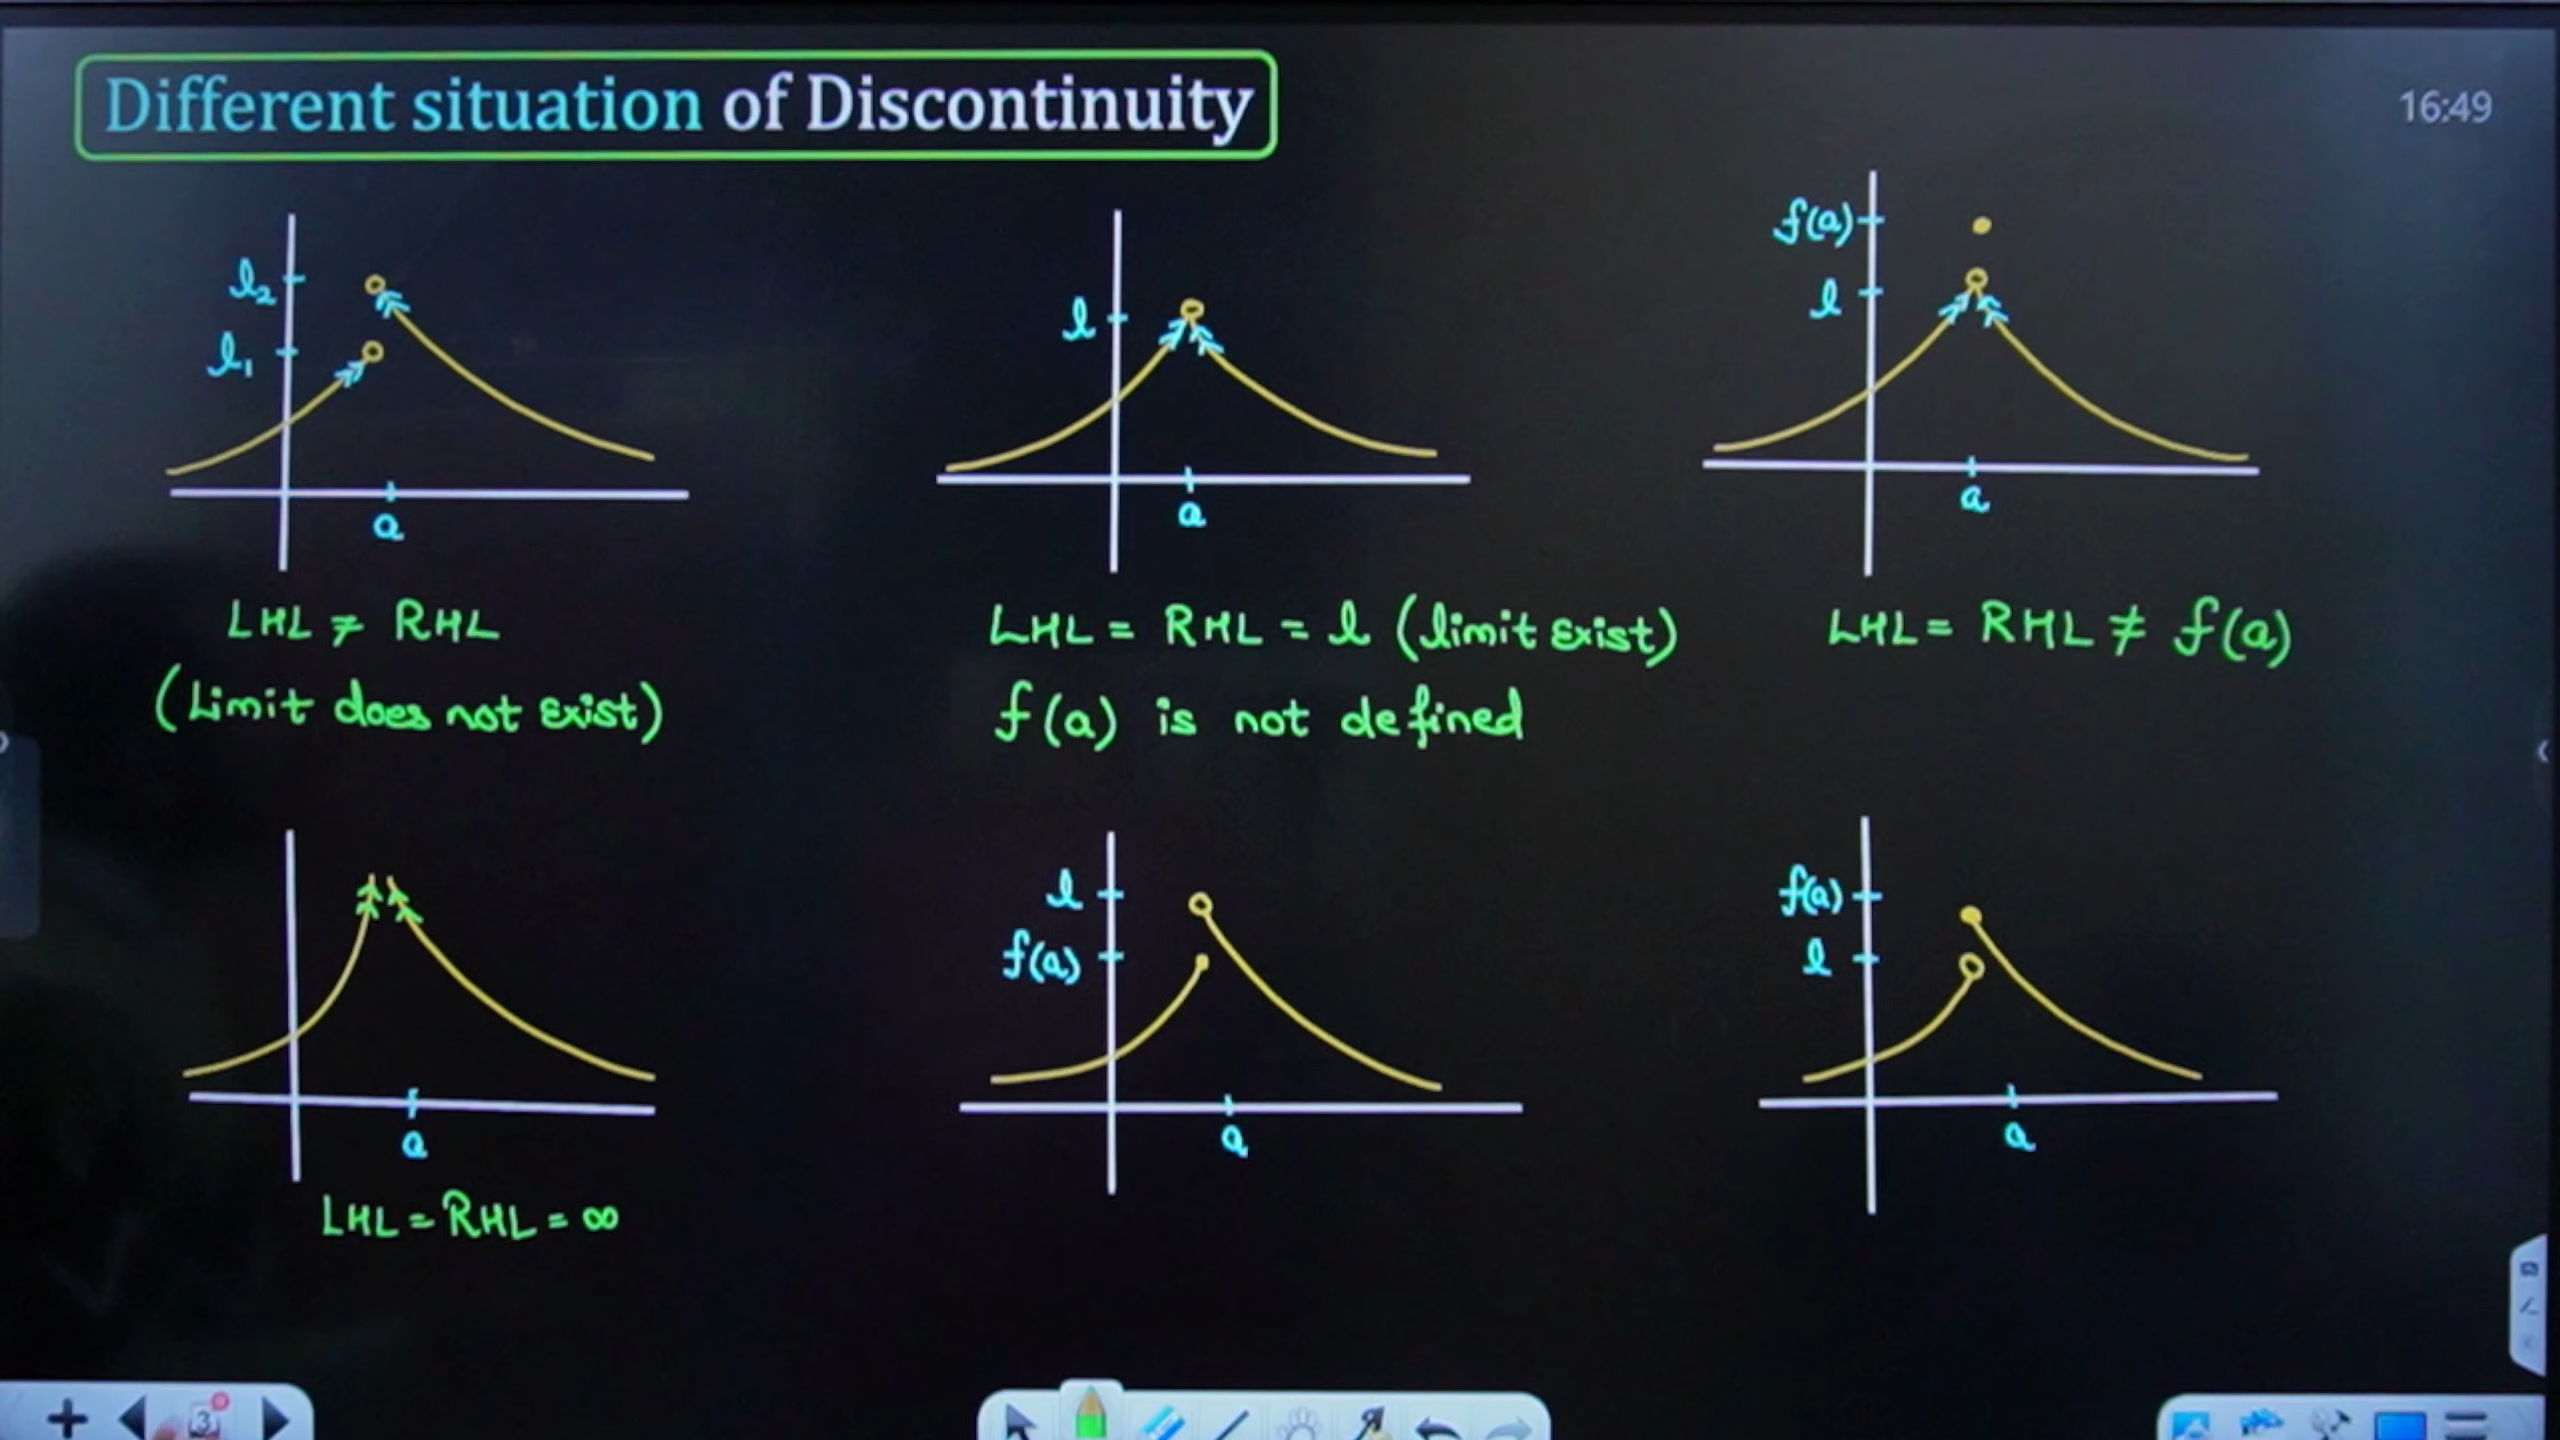 Different situation of Discontinuity
16:49
l₂
l₁
a
l
a
f(a)
l
a
LHL ≠ RHL
(Limit does not exist)
LHL = RHL = l (limit exist)
f(a) is not defined
LHL = RHL ≠ f(a)
a
l
f(a)
a
f(a)
l
a
LHL = RHL = ∞
3